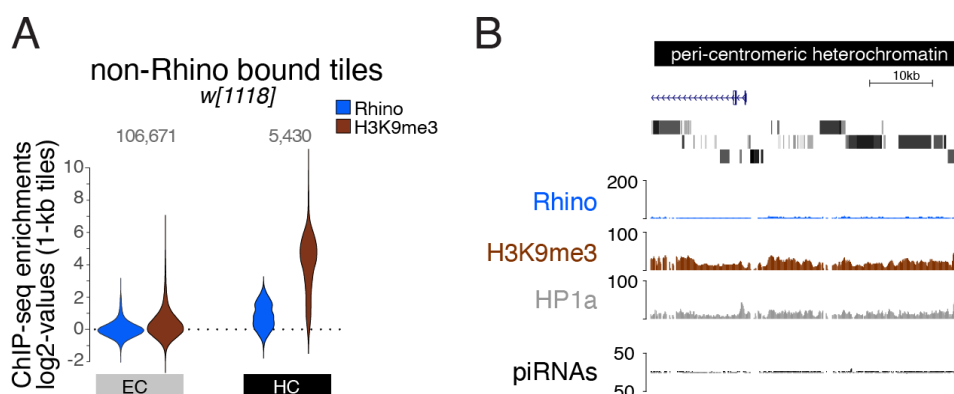 A
non-Rhino bound tiles
w[1118]
Rhino
H3K9me3
106,671
5,430
ChIP-seq enrichments
log2-values (1-kb tiles)
10
8
6
4
2
0
-2
EC
HC
B
peri-centromeric heterochromatin
10kb
Rhino
200
H3K9me3
100
HP1a
100
piRNAs
50
50